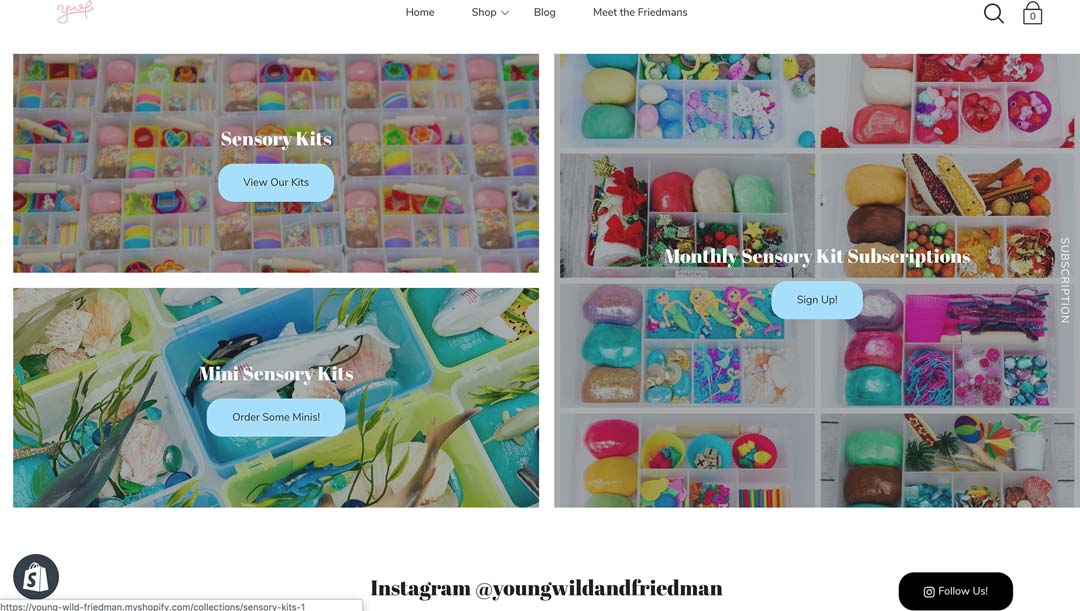 ywf
Home
Shop
Blog
Meet the Friedmans
0
Sensory Kits
View Our Kits
Monthly Sensory Kit Subscriptions
Sign Up!
SUBSCRIPTION
Mini Sensory Kits
Order Some Minis!
S
Instagram @youngwildandfriedman
Follow Us!
https://young-wild-friedman.myshopify.com/collections/sensory-kits-1